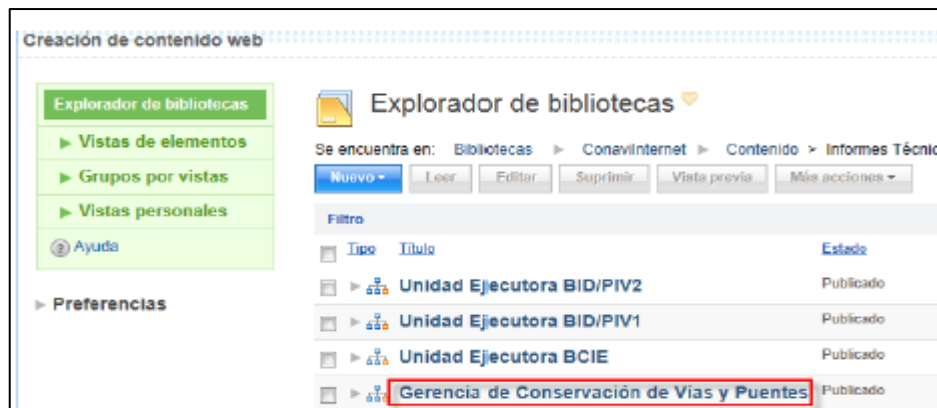 Creación de contenido web
Explorador de bibliotecas
Vistas de elementos
Grupos por vistas
Vistas personales
Ayuda
Preferencias
Explorador de bibliotecas
Se encuentra en: Bibliotecas Conavilnternet Contenido > Informes Técnic
Nuevo Leer Editar Suprimir Vista previa Más acciones
Filtro
Tipo Título Estado
Unidad Ejecutora BID/PIV2 Publicado
Unidad Ejecutora BID/PIV1 Publicado
Unidad Ejecutora BCIE Publicado
Gerencia de Conservación de Vías y Puentes Publicado